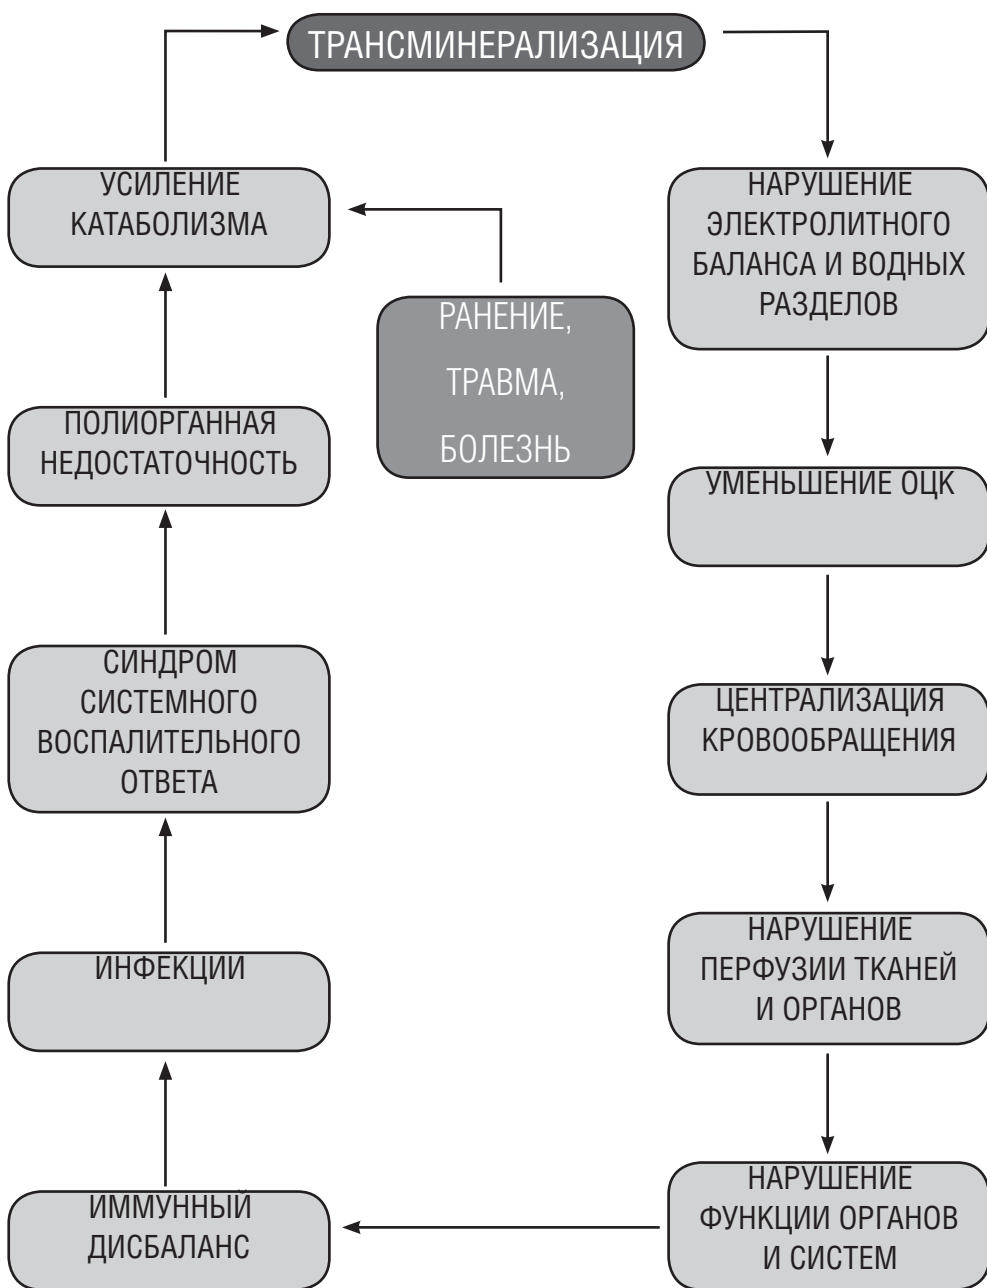 ТРАНСМИНЕРАЛИЗАЦИЯ
УСИЛЕНИЕ
КАТАБОЛИЗМА
НАРУШЕНИЕ
ЭЛЕКТРОЛИТНОГО
БАЛАНСА И ВОДНЫХ
РАЗДЕЛОВ
РАНЕНИЕ,
ТРАВМА,
БОЛЕЗНЬ
ПОЛИОРГАННАЯ
НЕДОСТАТОЧНОСТЬ
УМЕНЬШЕНИЕ ОЦК
СИНДРОМ
СИСТЕМНОГО
ВОСПАЛИТЕЛЬНОГО
ОТВЕТА
ЦЕНТРАЛИЗАЦИЯ
КРОВООБРАЩЕНИЯ
ИНФЕКЦИИ
НАРУШЕНИЕ
ПЕРФУЗИИ ТКАНЕЙ
И ОРГАНОВ
ИММУННЫЙ
ДИСБАЛАНС
НАРУШЕНИЕ
ФУНКЦИИ ОРГАНОВ
И СИСТЕМ